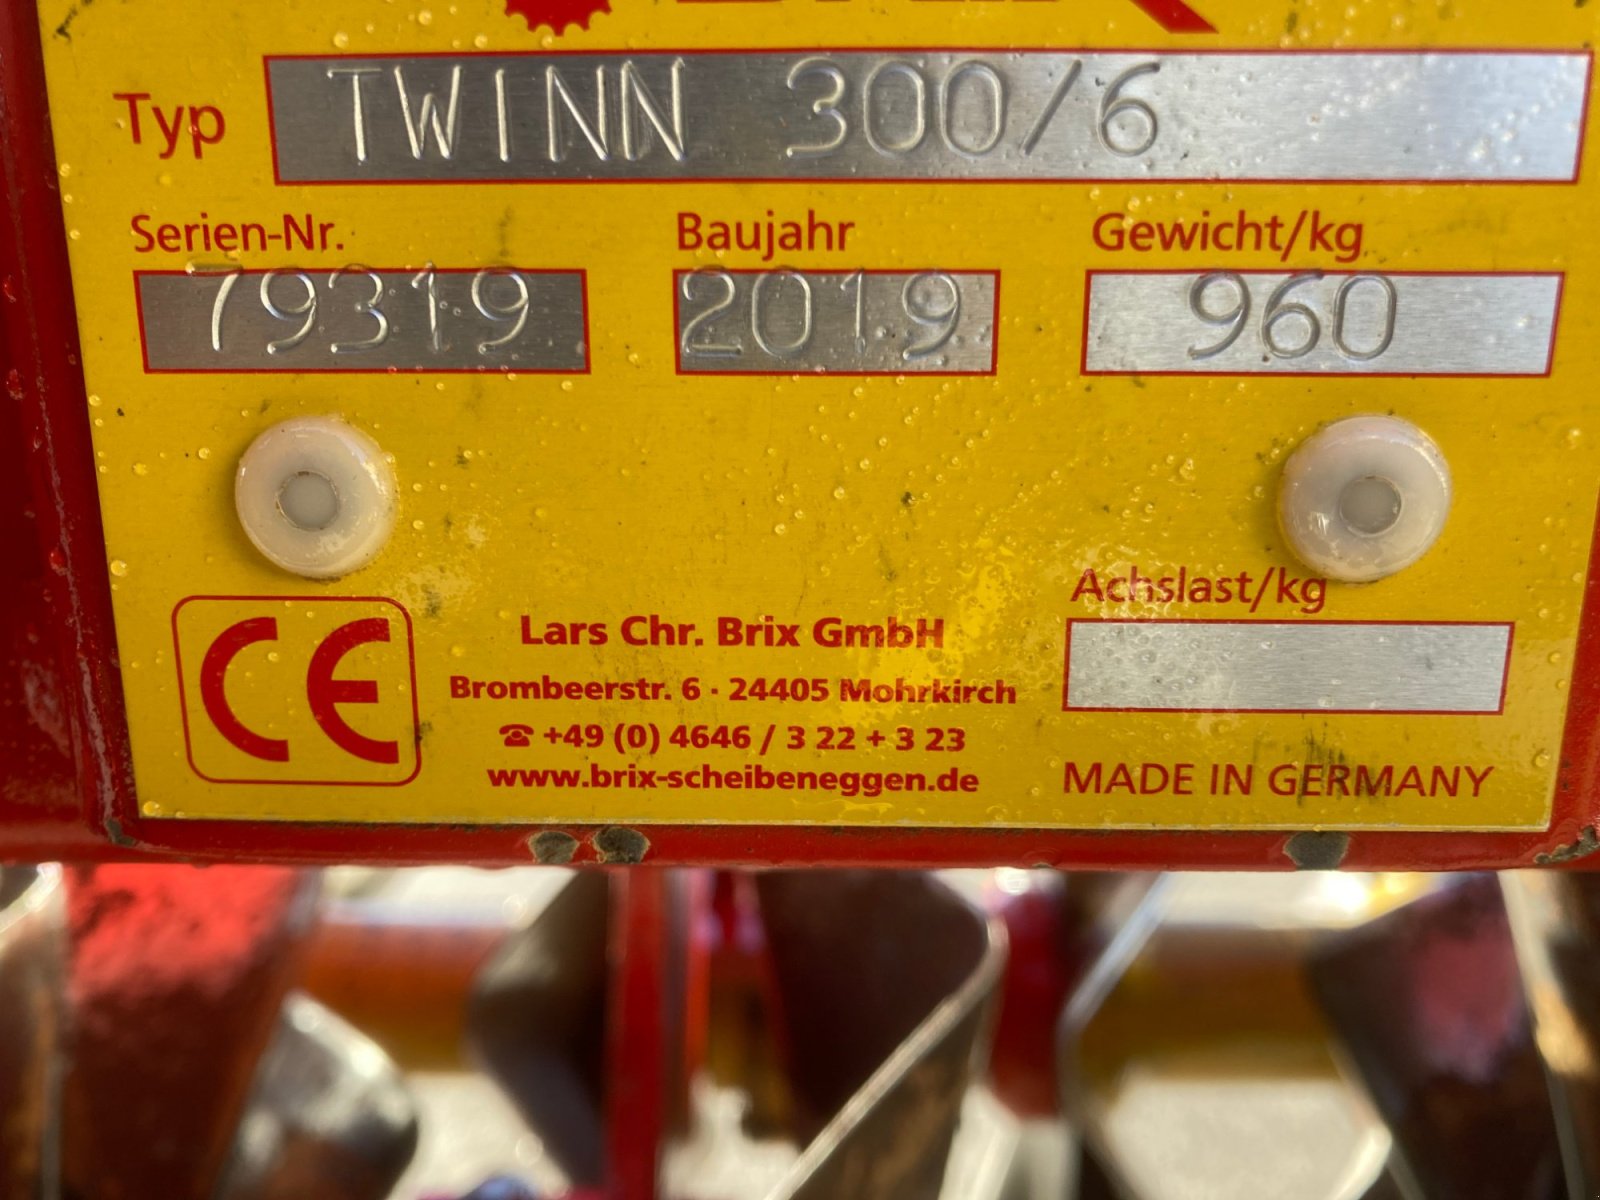 Typ TWINN 300/6
Serien-Nr. Baujahr Gewicht/kg
79319 2019 960
Achslast/kg
CE
Lars Chr. Brix GmbH
Brombeerstr. 6 · 24405 Mohrkirch
☎ +49 (0) 4646 / 3 22 + 3 23
www.brix-scheibeneggen.de
MADE IN GERMANY